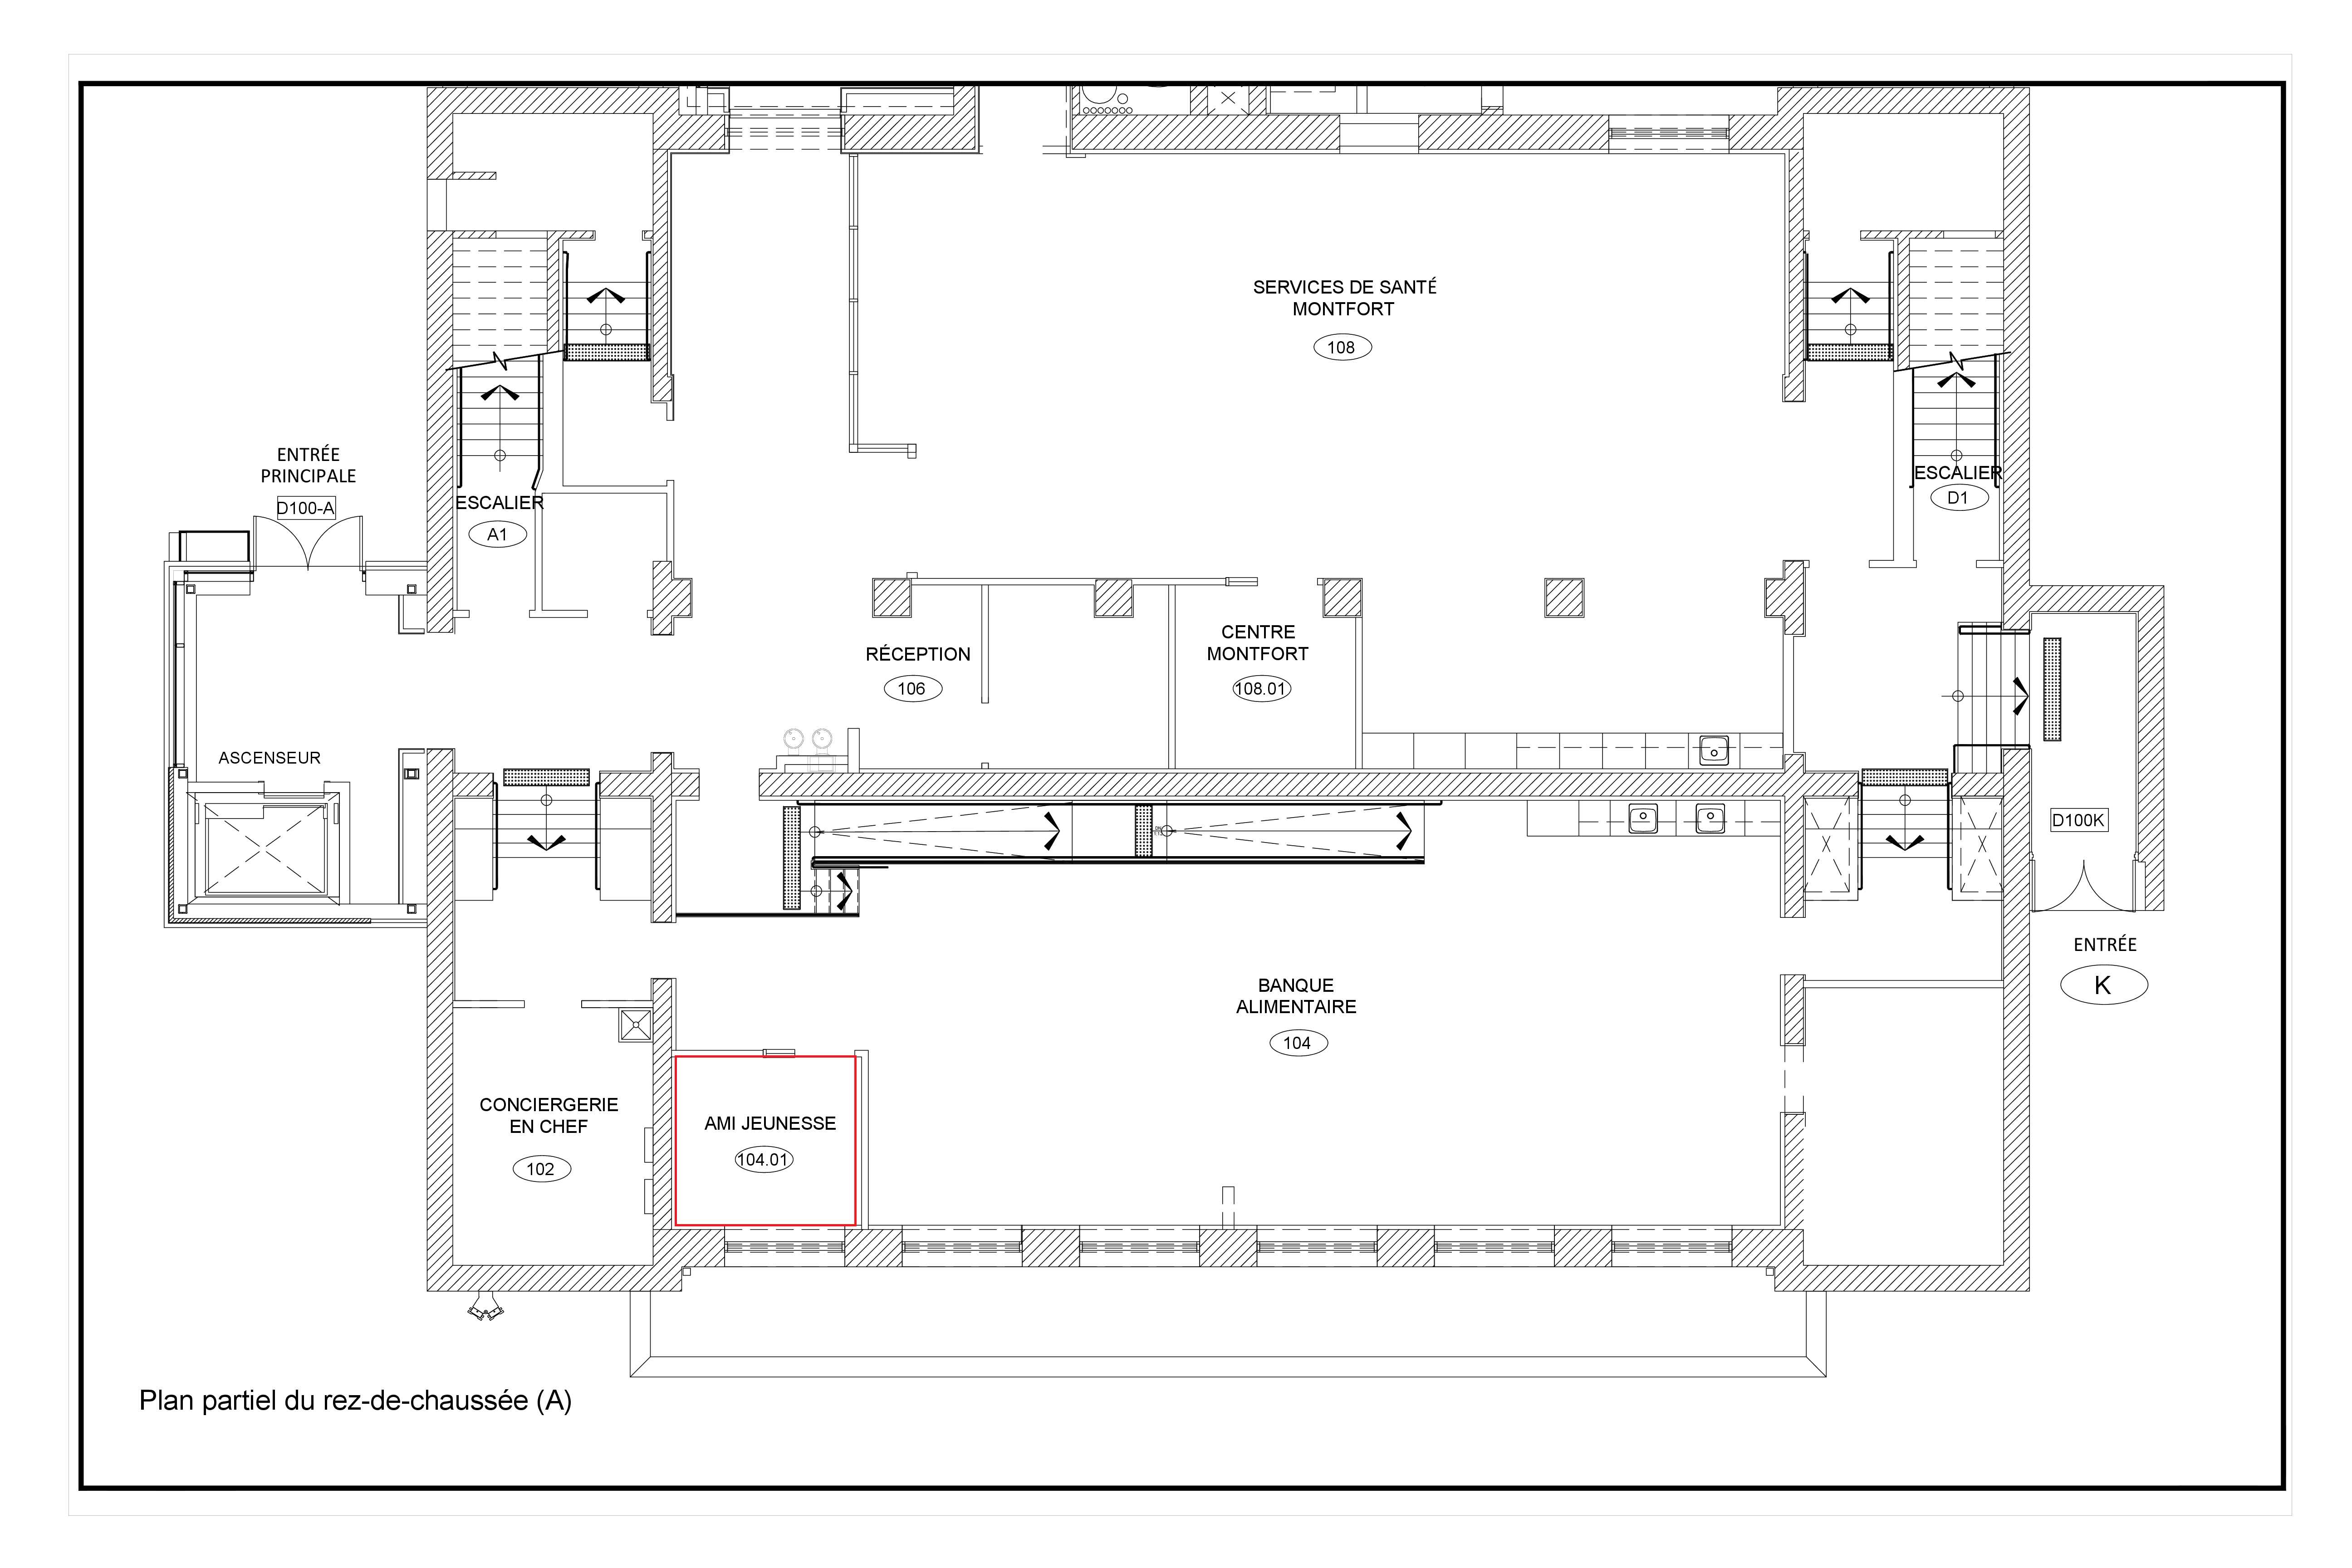 SERVICES DE SANTÉ
MONTFORT
108
ENTRÉE
PRINCIPALE
D100-A
ESCALIER
A1
ESCALIER
D1
RÉCEPTION
106
CENTRE
MONTFORT
108.01
ASCENSEUR
D100K
ENTRÉE
K
BANQUE
ALIMENTAIRE
104
CONCIERGERIE
EN CHEF
102
AMI JEUNESSE
104.01
Plan partiel du rez-de-chaussée (A)